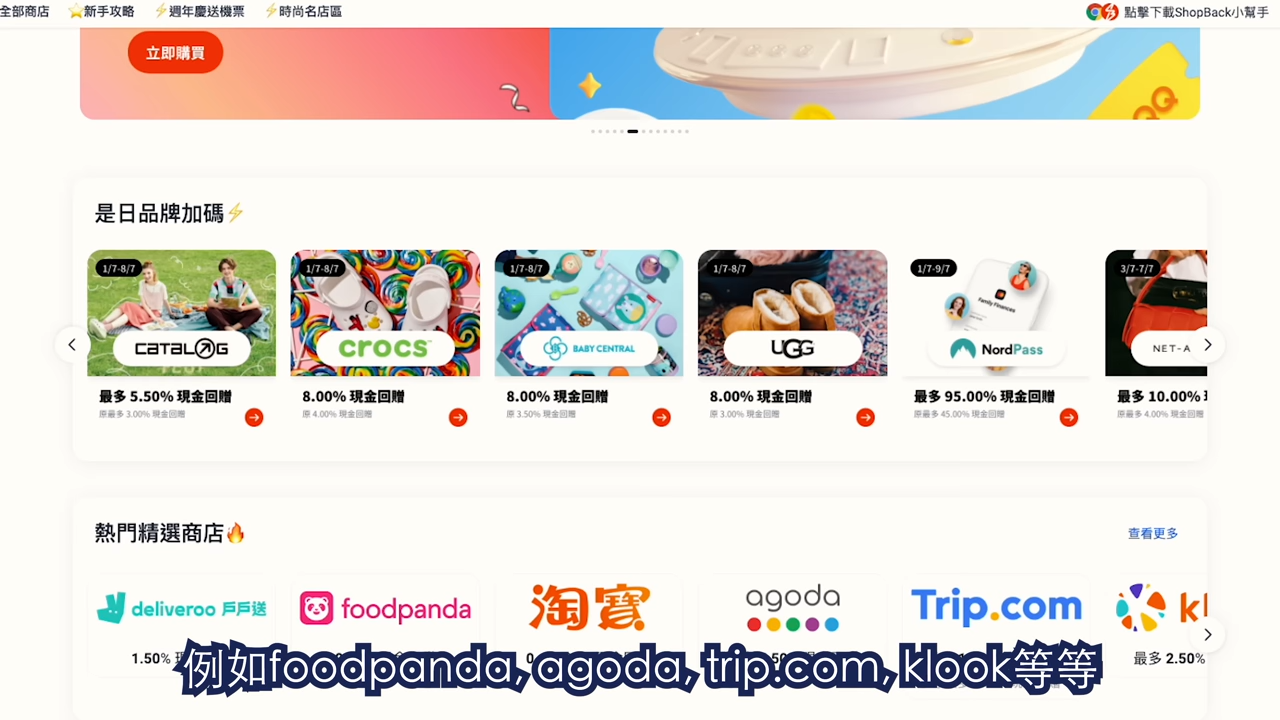 全部商店 ⭐新手攻略 ⚡週年慶送機票 ⚡時尚名店區 點擊下載ShopBack小幫手
立即購買
是日品牌加碼⚡
1/7-8/7 1/7-8/7 1/7-8/7 1/7-8/7 1/7-9/7 3/7-7/7
Family Finances
CATALOG crocs™ BABY CENTRAL UGG NordPass NET-A
最多 5.50% 現金回贈 8.00% 現金回贈 8.00% 現金回贈 8.00% 現金回贈 最多 95.00% 現金回贈 最多 10.00%
原最多 3.00% 現金回贈 原 4.00% 現金回贈 原 3.50% 現金回贈 原 3.00% 現金回贈 原最多 45.00% 現金回贈 原最多 4.00% 現金回贈
熱門精選商店🔥 查看更多
deliveroo 戶戶送 foodpanda 淘寶 agoda Trip.com kl
1.50% 最多 2.50%
例如foodpanda, agoda, trip.com, klook等等